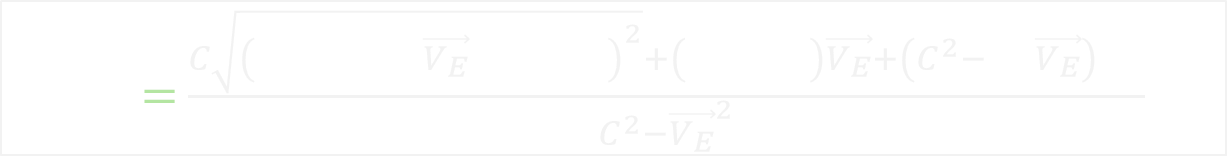 = C√( V_E )² + ( )V_E + (C² − V_E)
C² − V_E²